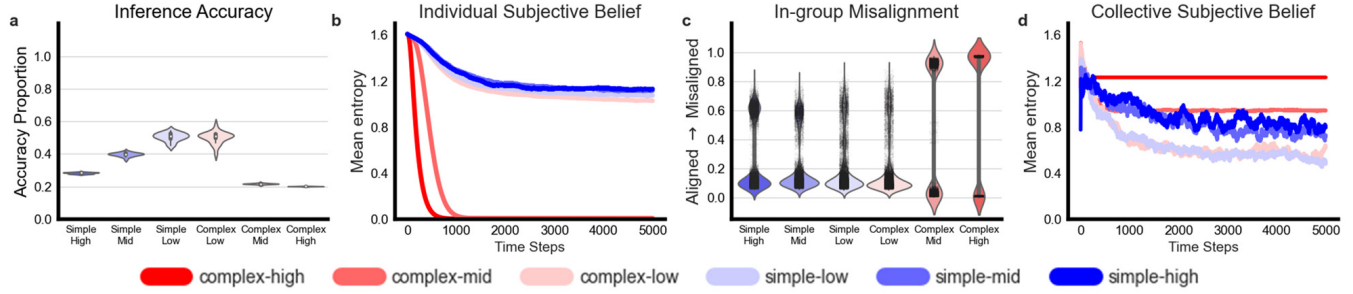 a Inference Accuracy
Accuracy Proportion
1.0
0.8
0.6
0.4
0.2
0.0
Simple High
Simple Mid
Simple Low
Complex Low
Complex Mid
Complex High
b Individual Subjective Belief
Mean entropy
1.6
1.2
0.8
0.4
0.0
0 1000 2000 3000 4000 5000
Time Steps
c In-group Misalignment
Aligned → Misaligned
1.0
0.8
0.6
0.4
0.2
0.0
Simple High
Simple Mid
Simple Low
Complex Low
Complex Mid
Complex High
d Collective Subjective Belief
Mean entropy
1.6
1.2
0.8
0.4
0.0
0 1000 2000 3000 4000 5000
Time Steps
complex-high complex-mid complex-low simple-low simple-mid simple-high